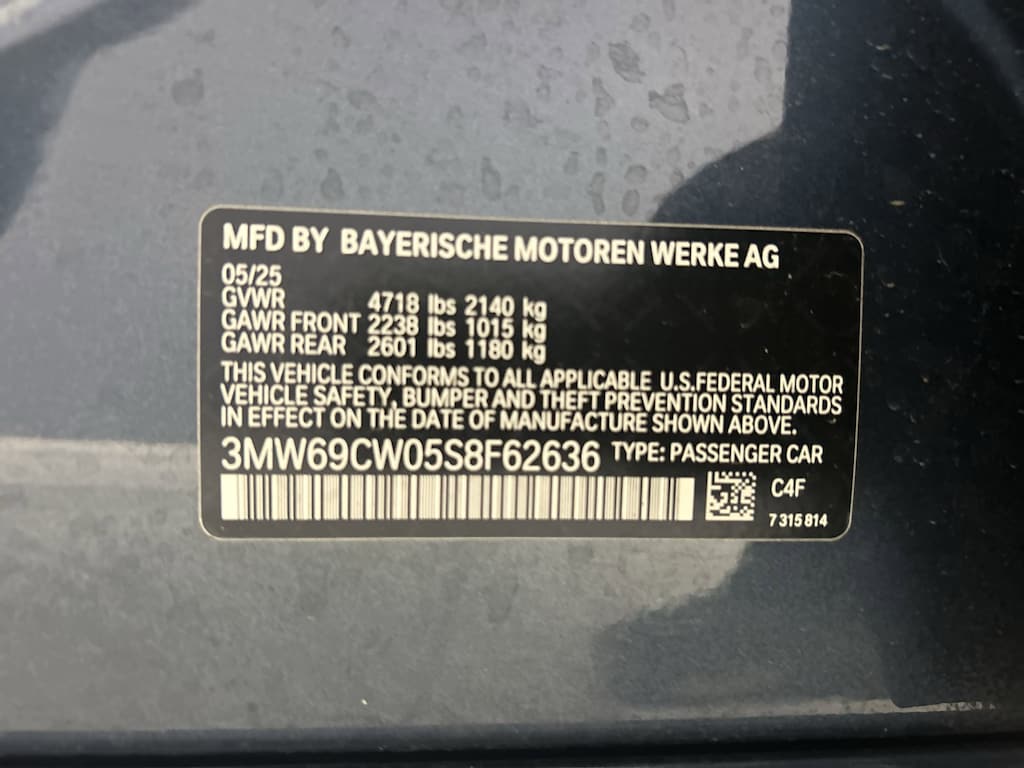 MFD BY BAYERISCHE MOTOREN WERKE AG
05/25
GVWR 4718 lbs 2140 kg
GAWR FRONT 2238 lbs 1015 kg
GAWR REAR 2601 lbs 1180 kg
THIS VEHICLE CONFORMS TO ALL APPLICABLE U.S.FEDERAL MOTOR
VEHICLE SAFETY, BUMPER AND THEFT PREVENTION STANDARDS
IN EFFECT ON THE DATE OF MANUFACTURE SHOWN ABOVE.
3MW69CW05S8F62636 TYPE: PASSENGER CAR
C4F
7 315 814